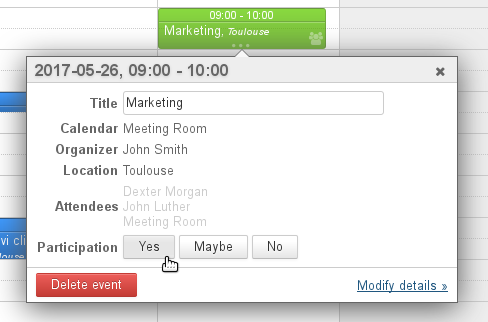 09:00 - 10:00
Marketing, Toulouse
2017-05-26, 09:00 - 10:00
Title Marketing
Calendar Meeting Room
Organizer John Smith
Location Toulouse
Attendees Dexter Morgan
John Luther
Meeting Room
vi cli
Participation Yes Maybe No
Delete event Modify details »